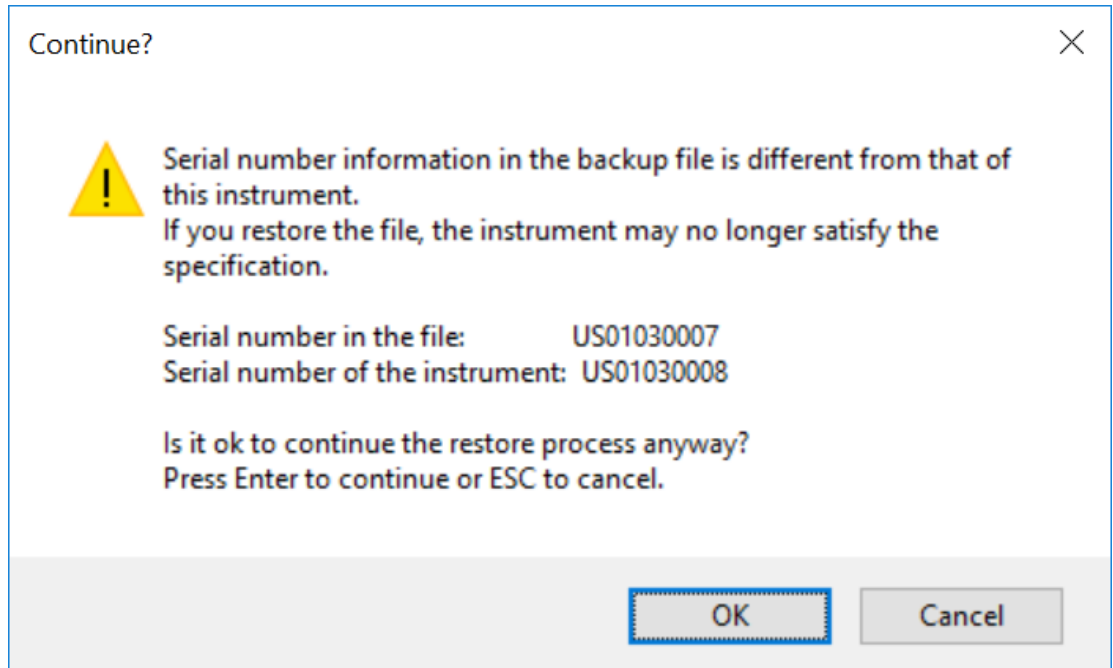 Continue?
Serial number information in the backup file is different from that of
this instrument.
If you restore the file, the instrument may no longer satisfy the
specification.
Serial number in the file: US01030007
Serial number of the instrument: US01030008
Is it ok to continue the restore process anyway?
Press Enter to continue or ESC to cancel.
OK Cancel